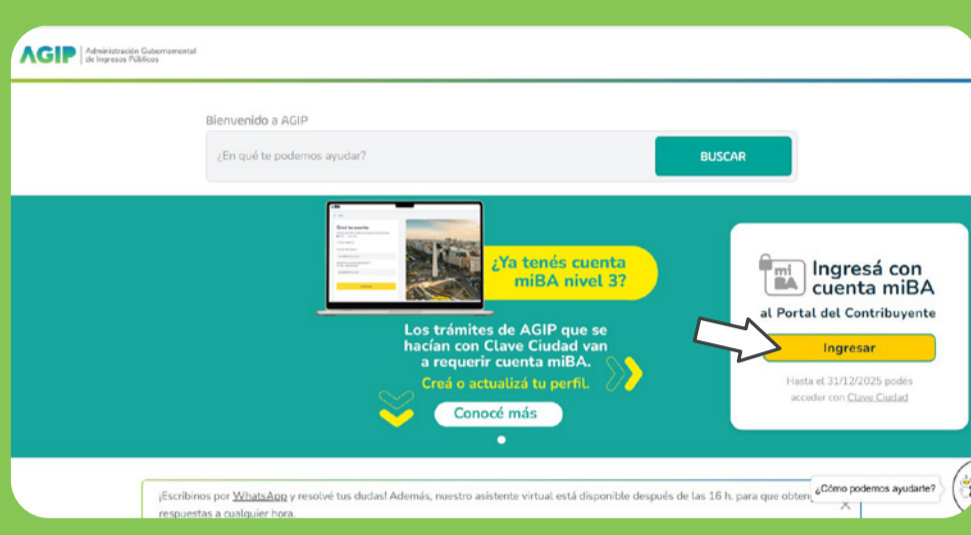 AGIP
Administración Gubernamental
de Ingresos Públicos
Bienvenido a AGIP
¿En qué te podemos ayudar?
BUSCAR
¿Ya tenés cuenta
miBA nivel 3?
Los trámites de AGIP que se
hacían con Clave Ciudad van
a requerir cuenta miBA.
Creá o actualizá tu perfil.
Conocé más
mi
BA
Ingresá con
cuenta miBA
al Portal del Contribuyente
Ingresar
Hasta el 31/12/2025 podés
acceder con Clave Ciudad
¡Escribinos por WhatsApp y resolvé tus dudas! Además, nuestro asistente virtual está disponible después de las 16 h. para que obten
respuestas a cualquier hora.
¿Cómo podemos ayudarte?